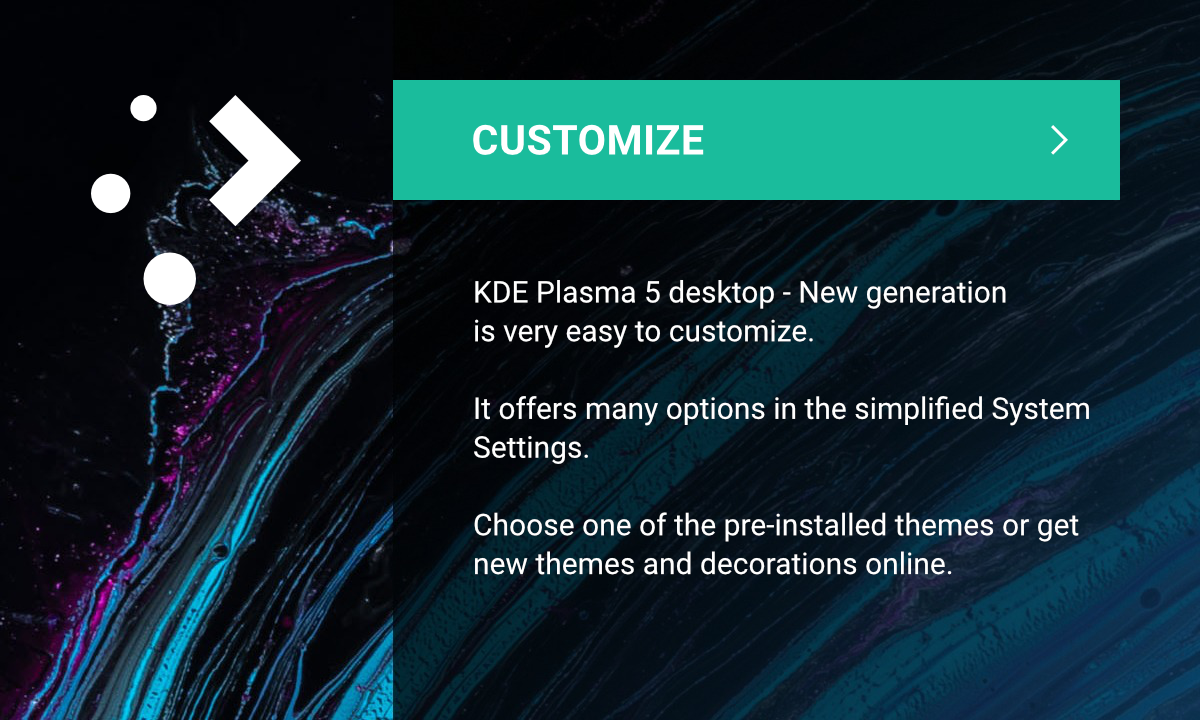 CUSTOMIZE
KDE Plasma 5 desktop - New generation
is very easy to customize.
It offers many options in the simplified System
Settings.
Choose one of the pre-installed themes or get
new themes and decorations online.